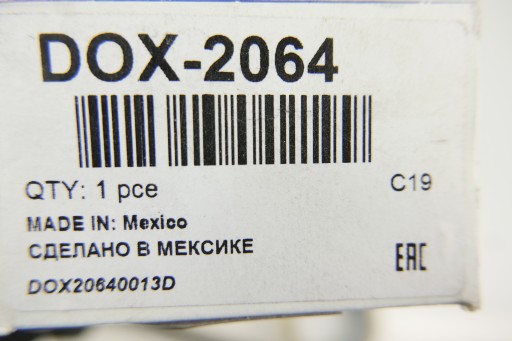 DOX-2064
QTY: 1 pce C19
MADE IN: Mexico
СДЕЛАНО В МЕКСИКЕ
EAC
DOX20640013D